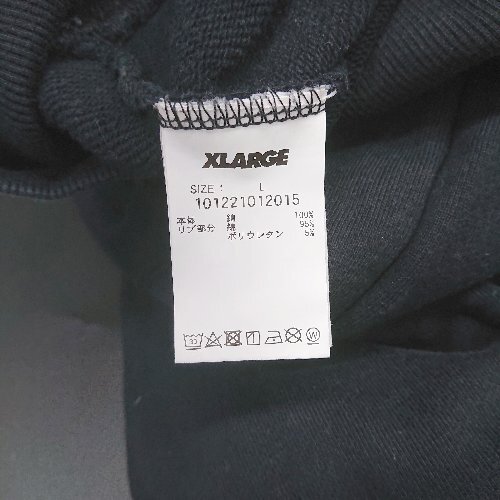 XLARGE
SIZE : L
101221012015
本体 綿 100%
リブ部分 綿 95%
ポリウレタン 5%
30 W